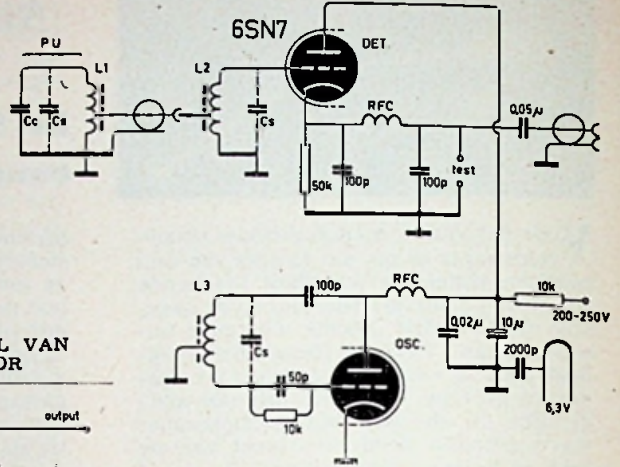 6SN7
PU
L1
L2
DET.
Cc
Cs
Cs
RFC
0,05µ
50k
100p
100p
test
L3
100p
RFC
10k
200-250V
Cs
50p
0,02µ
10µ
2000p
OSC.
10k
6,3V
L VAN
OR
output